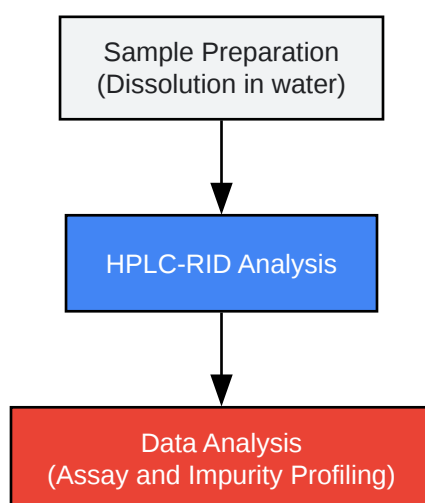 Sample Preparation
(Dissolution in water)
HPLC-RID Analysis
Data Analysis
(Assay and Impurity Profiling)